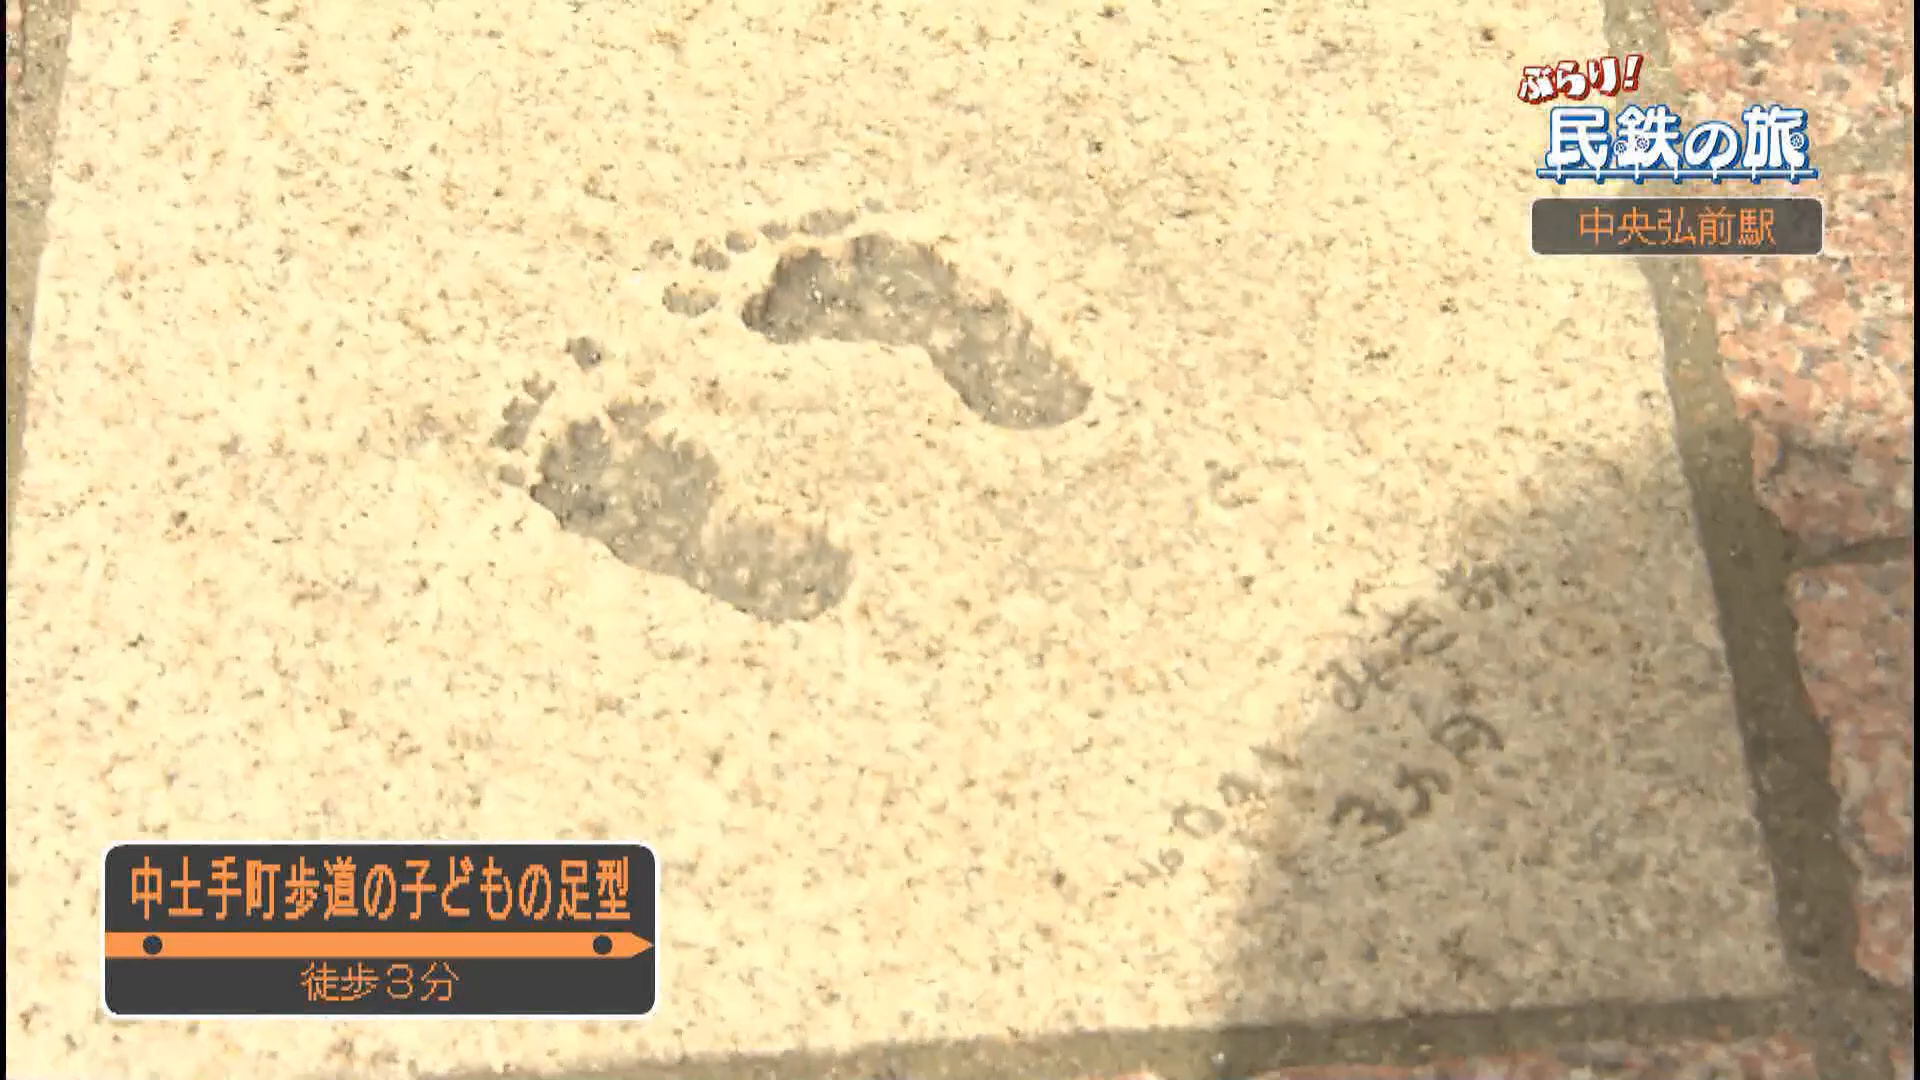 ぶらり!
民鉄の旅
中央弘前駅
中土手町歩道の子どもの足型
徒歩3分